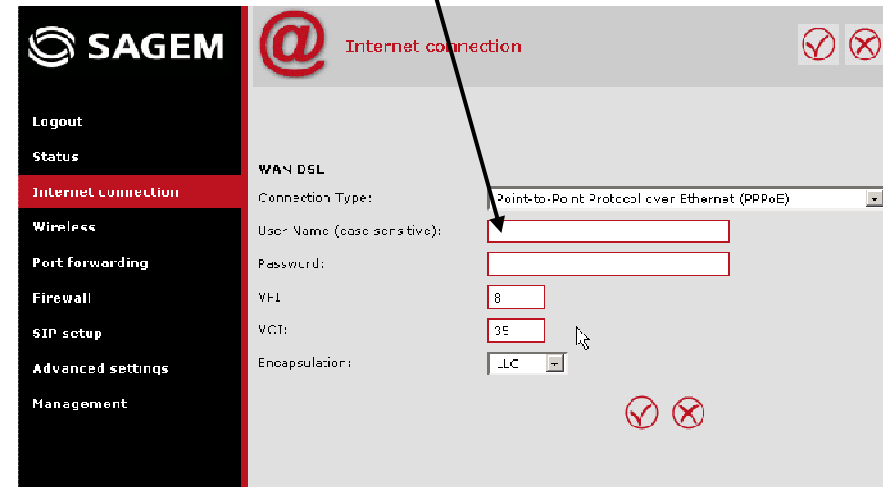 SAGEM
Internet connection
Logout
Status
Internet connection
Wireless
Port forwarding
Firewall
SIP setup
Advanced settings
Management
WAN DSL
Connection Type: Point-to-Point Protocol over Ethernet (PPPoE)
User Name (case sensitive):
Password:
VPI 8
VCI: 35
Encapsulation: LLC